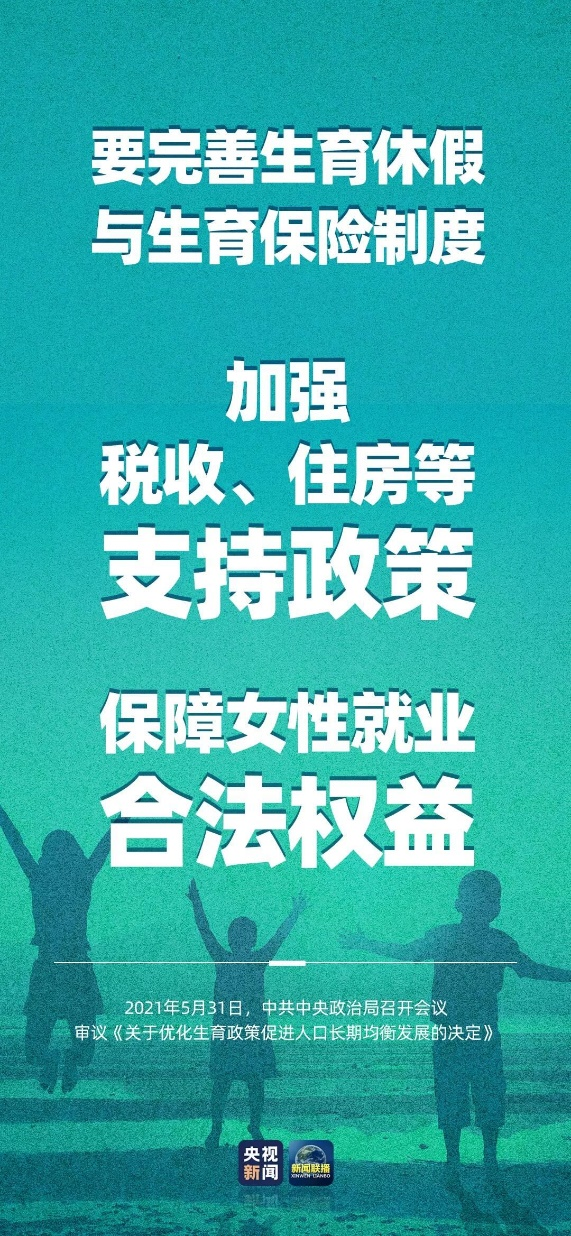 要完善生育休假
与生育保险制度
加强
税收、住房等
支持政策
保障女性就业
合法权益
2021年5月31日，中共中央政治局召开会议
审议《关于优化生育政策促进人口长期均衡发展的决定》
央视
新闻
新闻联播
XINWEN LIANBO